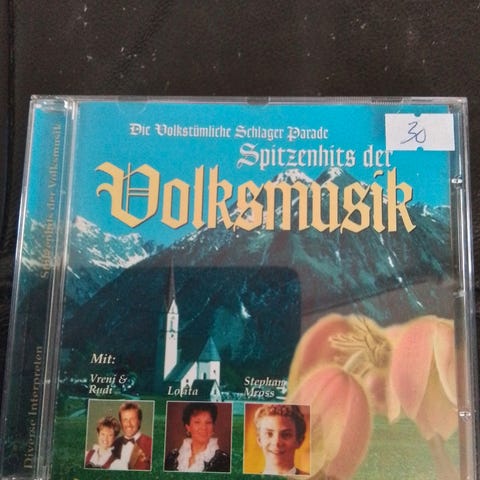 Die Volkstümliche Schlager Parade
30
Spitzenhits der
Volksmusik
Mit:
Vreni &
Rudi
Lolita
Stephan
Mross
Spitzenhits der Volksmusik
Diverse Interpreten